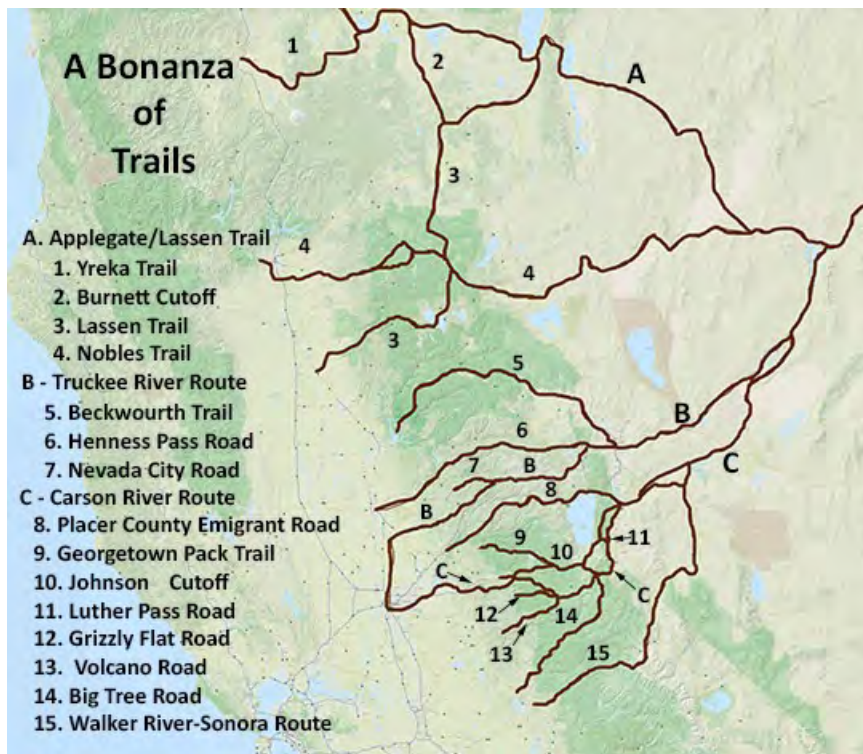 A Bonanza
of
Trails
A. Applegate/Lassen Trail
1. Yreka Trail
2. Burnett Cutoff
3. Lassen Trail
4. Nobles Trail
B - Truckee River Route
5. Beckwourth Trail
6. Henness Pass Road
7. Nevada City Road
C - Carson River Route
8. Placer County Emigrant Road
9. Georgetown Pack Trail
10. Johnson Cutoff
11. Luther Pass Road
12. Grizzly Flat Road
13. Volcano Road
14. Big Tree Road
15. Walker River-Sonora Route
1
2
A
3
4
4
3
5
B
6
C
7
B
8
B
9
10
11
C
C
12
14
13
15